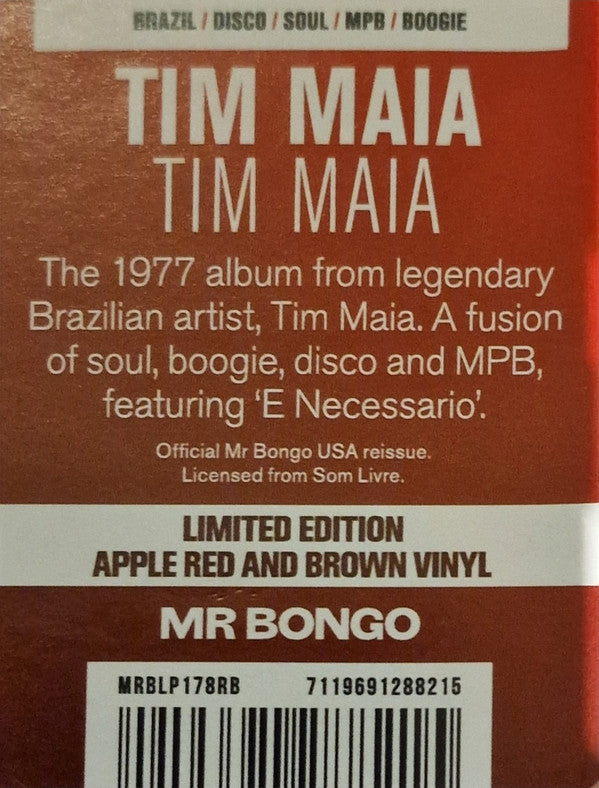 BRAZIL / DISCO / SOUL / MPB / BOOGIE
TIM MAIA
TIM MAIA
The 1977 album from legendary
Brazilian artist, Tim Maia. A fusion
of soul, boogie, disco and MPB,
featuring ‘E Necessario’.
Official Mr Bongo USA reissue.
Licensed from Som Livre.
LIMITED EDITION
APPLE RED AND BROWN VINYL
MR BONGO
MRBLP178RB 7119691288215